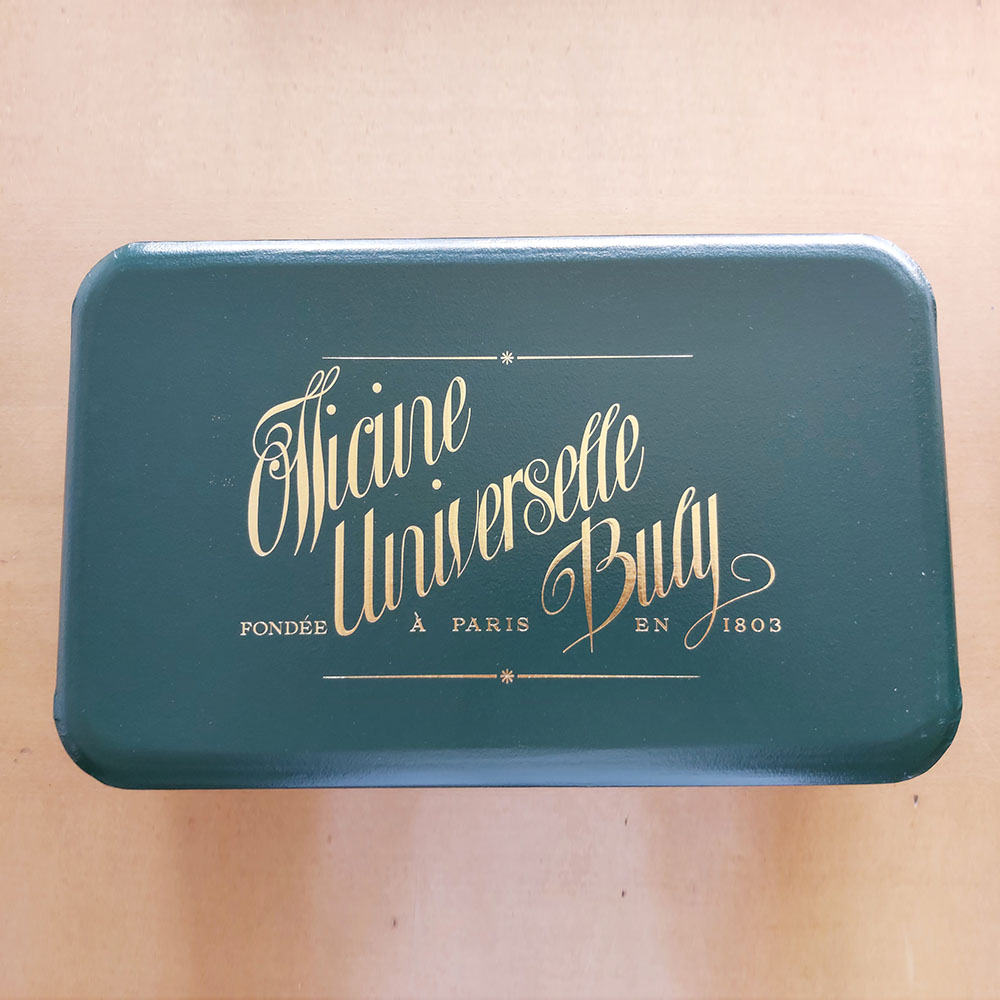 Officine
Universelle
Buly
FONDÉE À PARIS EN 1803